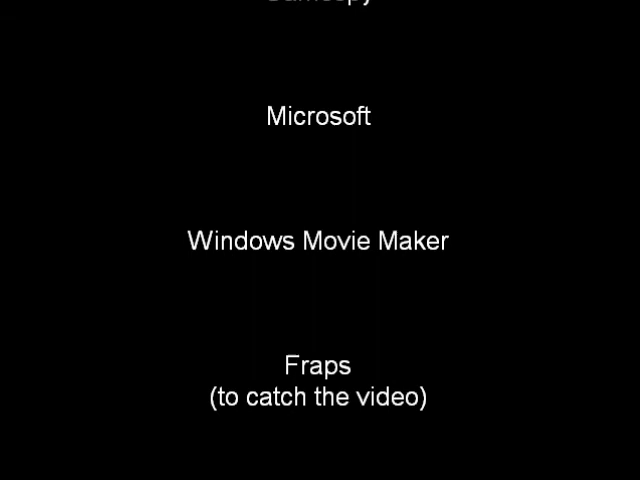 Microsoft
Windows Movie Maker
Fraps
(to catch the video)